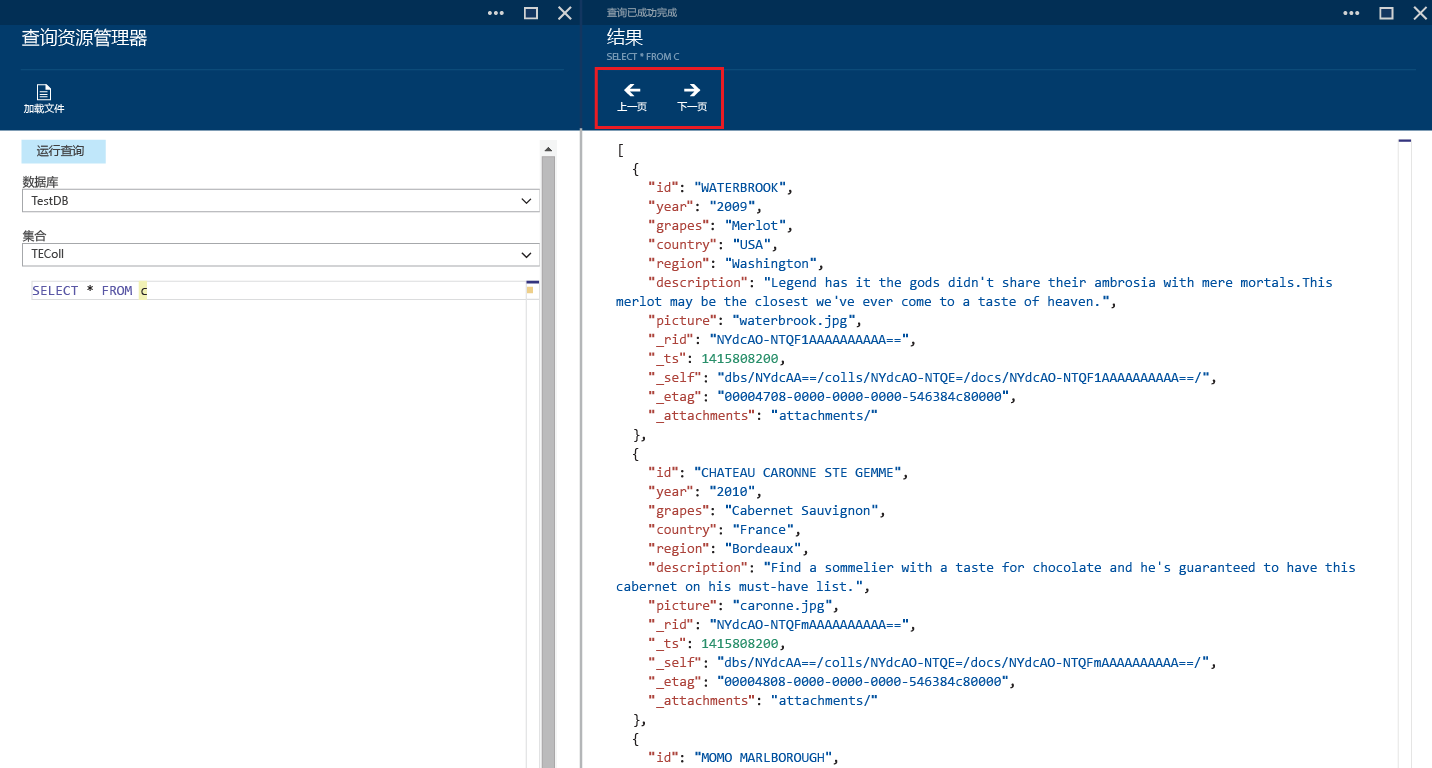 查询资源管理器
加载文件
运行查询
数据库
TestDB
集合
TEColl
SELECT * FROM c
查询已成功完成
结果
SELECT * FROM C
上一页 下一页
[
{
"id": "WATERBROOK",
"year": "2009",
"grapes": "Merlot",
"country": "USA",
"region": "Washington",
"description": "Legend has it the gods didn't share their ambrosia with mere mortals.This
merlot may be the closest we've ever come to a taste of heaven.",
"picture": "waterbrook.jpg",
"_rid": "NYdcAO-NTQF1AAAAAAAAAA==",
"_ts": 1415808200,
"_self": "dbs/NYdcAA==/colls/NYdcAO-NTQE=/docs/NYdcAO-NTQF1AAAAAAAAAA==/",
"_etag": "00004708-0000-0000-0000-546384c80000",
"_attachments": "attachments/"
},
{
"id": "CHATEAU CARONNE STE GEMME",
"year": "2010",
"grapes": "Cabernet Sauvignon",
"country": "France",
"region": "Bordeaux",
"description": "Find a sommelier with a taste for chocolate and he's guaranteed to have this
cabernet on his must-have list.",
"picture": "caronne.jpg",
"_rid": "NYdcAO-NTQFmAAAAAAAAAA==",
"_ts": 1415808200,
"_self": "dbs/NYdcAA==/colls/NYdcAO-NTQE=/docs/NYdcAO-NTQFmAAAAAAAAAA==/",
"_etag": "00004808-0000-0000-0000-546384c80000",
"_attachments": "attachments/"
},
{
"id": "MOMO MARLBOROUGH",